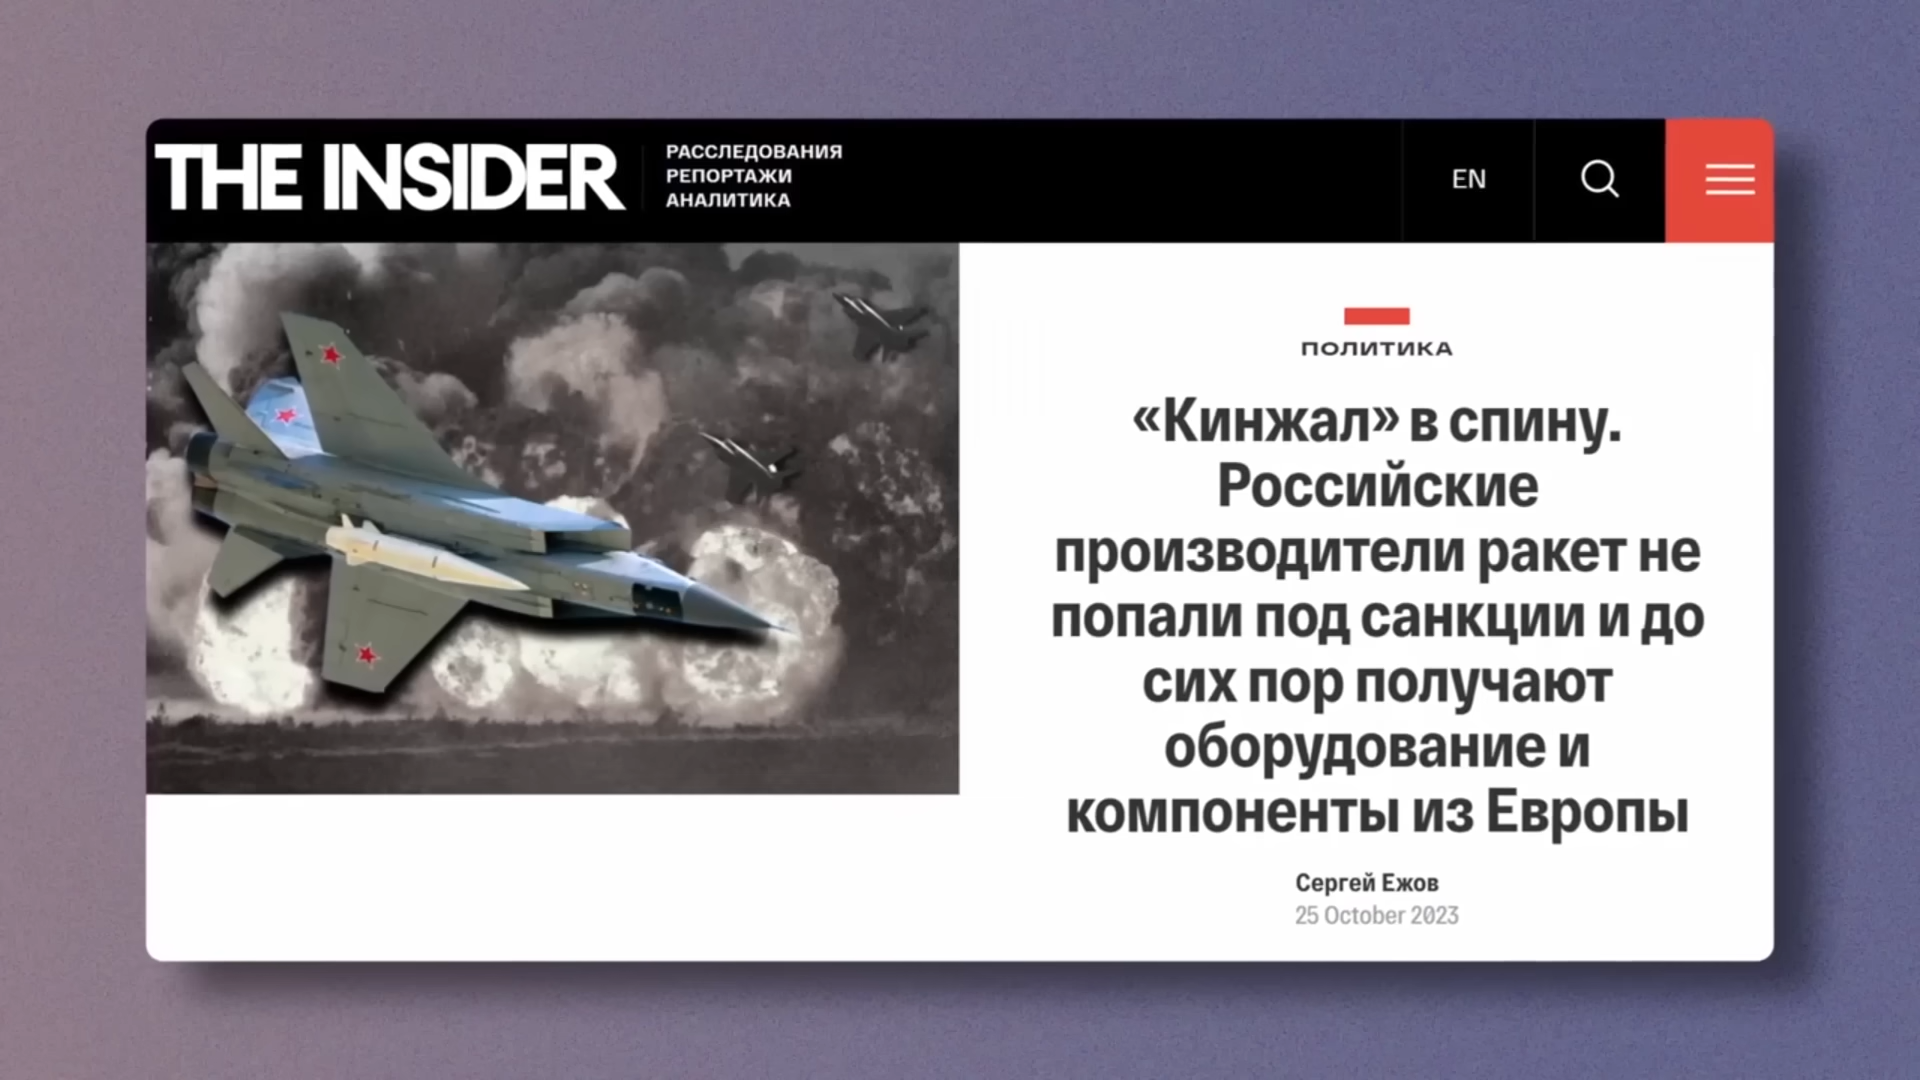 THE INSIDER
РАССЛЕДОВАНИЯ
РЕПОРТАЖИ
АНАЛИТИКА
EN
ПОЛИТИКА
«Кинжал» в спину.
Российские
производители ракет не
попали под санкции и до
сих пор получают
оборудование и
компоненты из Европы
Сергей Ежов
25 October 2023